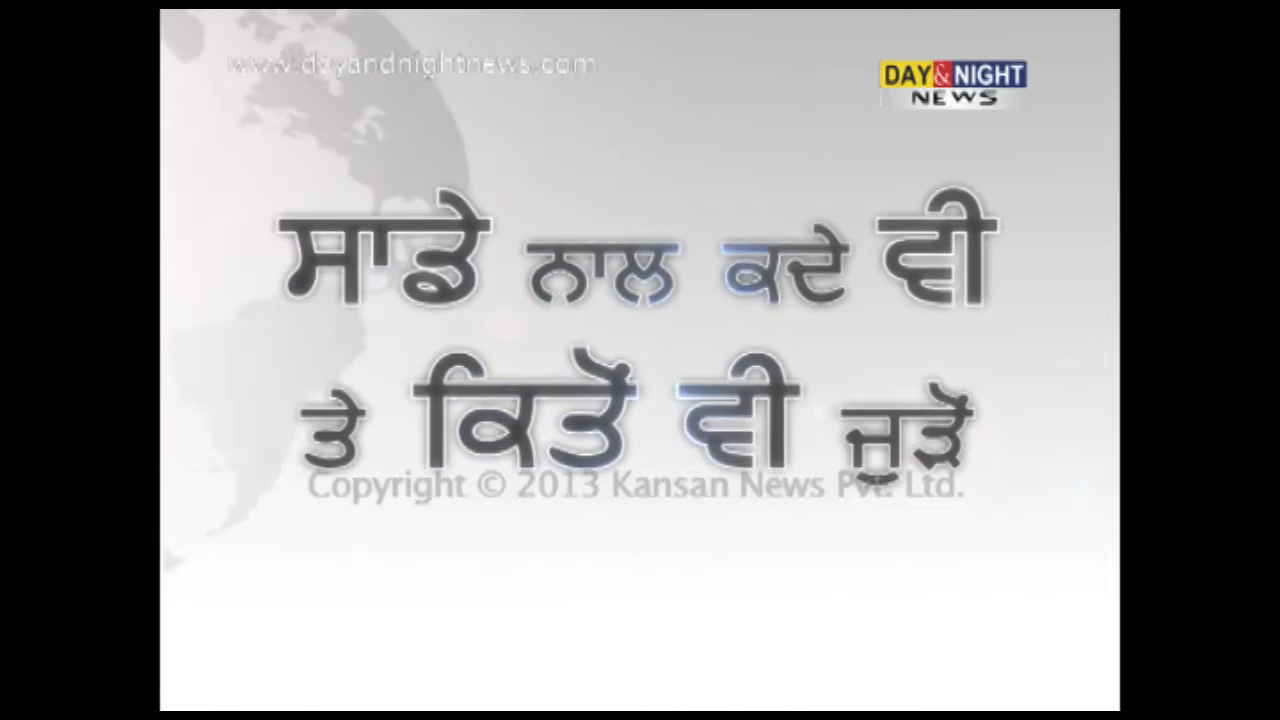 www.dayandnightnews.com
DAY&NIGHT
NEWS
ਸਾਡੇ ਨਾਲ ਕਦੇ ਵੀ
ਤੇ ਕਿਤੋਂ ਵੀ ਜੁੜੋਂ
Copyright © 2013 Kansan News Pvt. Ltd.